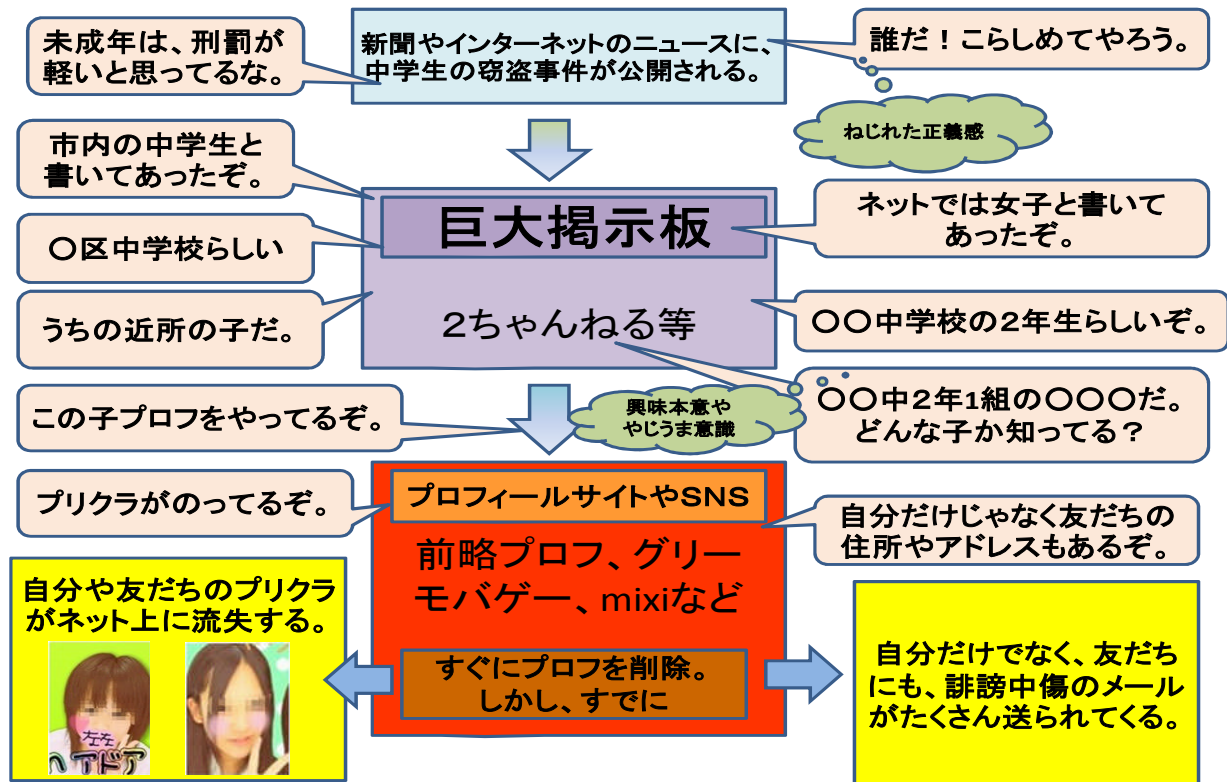 未成年は、刑罰が
軽いと思ってるな。
新聞やインターネットのニュースに、
中学生の窃盗事件が公開される。
誰だ！こらしめてやろう。
ねじれた正義感
市内の中学生と
書いてあったぞ。
〇区中学校らしい
うちの近所の子だ。
巨大掲示板
２ちゃんねる等
ネットでは女子と書いて
あったぞ。
〇〇中学校の２年生らしいぞ。
〇〇中２年1組の〇〇〇だ。
どんな子か知ってる？
興味本意や
やじうま意識
この子プロフをやってるぞ。
プリクラがのってるぞ。
プロフィールサイトやSNS
前略プロフ、グリー
モバゲー、mixiなど
すぐにプロフを削除。
しかし、すでに
自分だけじゃなく友だちの
住所やアドレスもあるぞ。
自分や友だちのプリクラ
がネット上に流失する。
左左
アドア
自分だけでなく、友だち
にも、誹謗中傷のメール
がたくさん送られてくる。